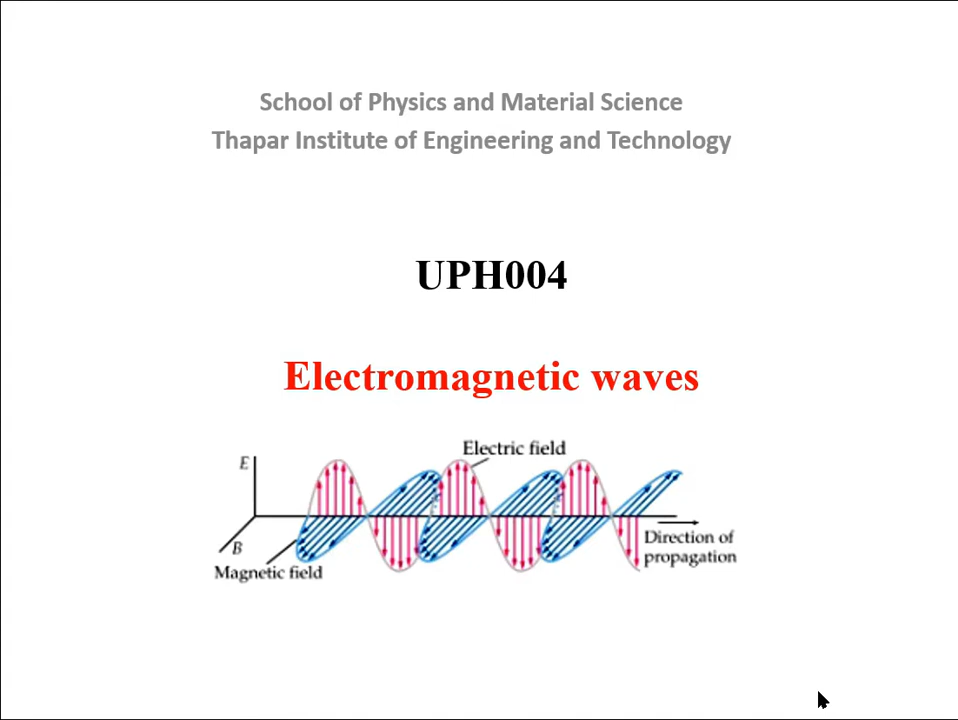 School of Physics and Material Science
Thapar Institute of Engineering and Technology
UPH004
Electromagnetic waves
Electric field
E
B
Magnetic field
Direction of
propagation